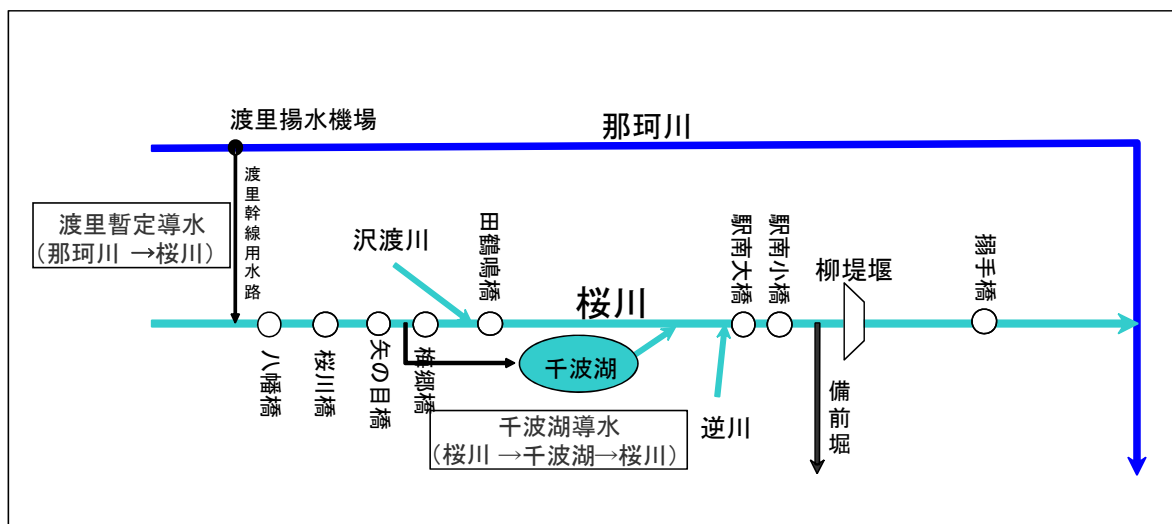 渡里揚水機場
那珂川
渡里幹線用水路
渡里暫定導水
(那珂川 →桜川)
沢渡川
田鶴鳴橋
桜川
駅南大橋
駅南小橋
柳堤堰
搦手橋
八幡橋
桜川橋
矢の目橋
梅郷橋
千波湖
千波湖導水
(桜川 →千波湖→桜川)
逆川
備前堀